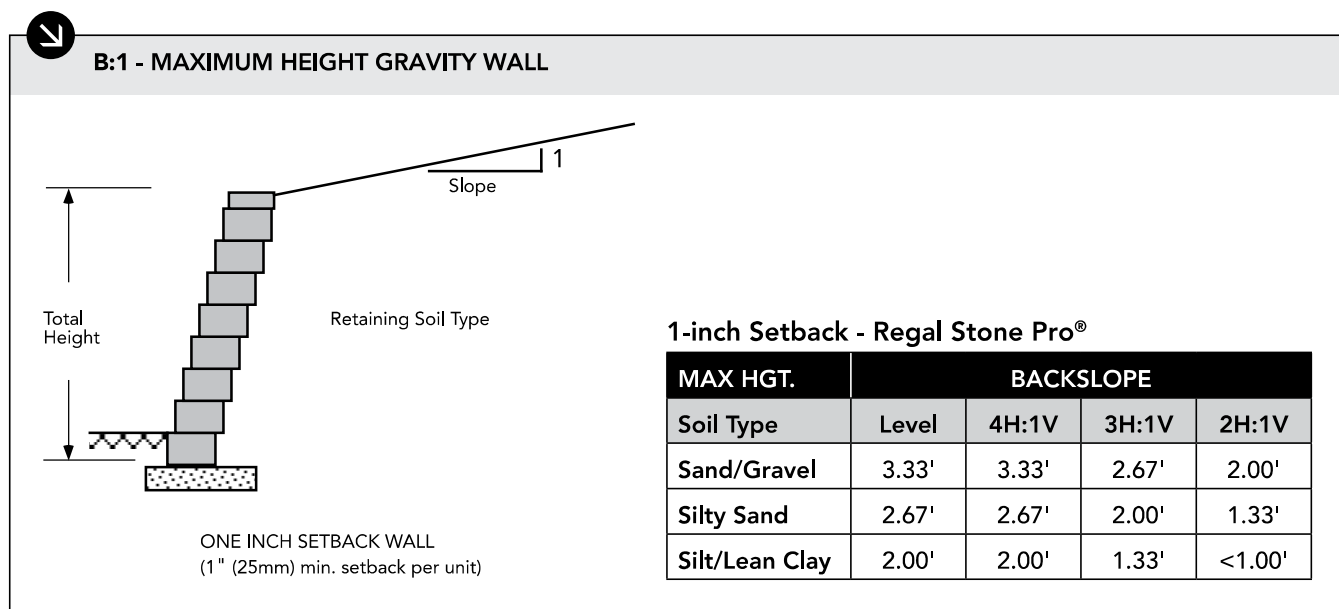 B:1 - MAXIMUM HEIGHT GRAVITY WALL
1
Slope
Total
Height
Retaining Soil Type
ONE INCH SETBACK WALL
(1" (25mm) min. setback per unit)
1-inch Setback - Regal Stone Pro®
MAX HGT. BACKSLOPE
Soil Type Level 4H:1V 3H:1V 2H:1V
Sand/Gravel 3.33' 3.33' 2.67' 2.00'
Silty Sand 2.67' 2.67' 2.00' 1.33'
Silt/Lean Clay 2.00' 2.00' 1.33' <1.00'